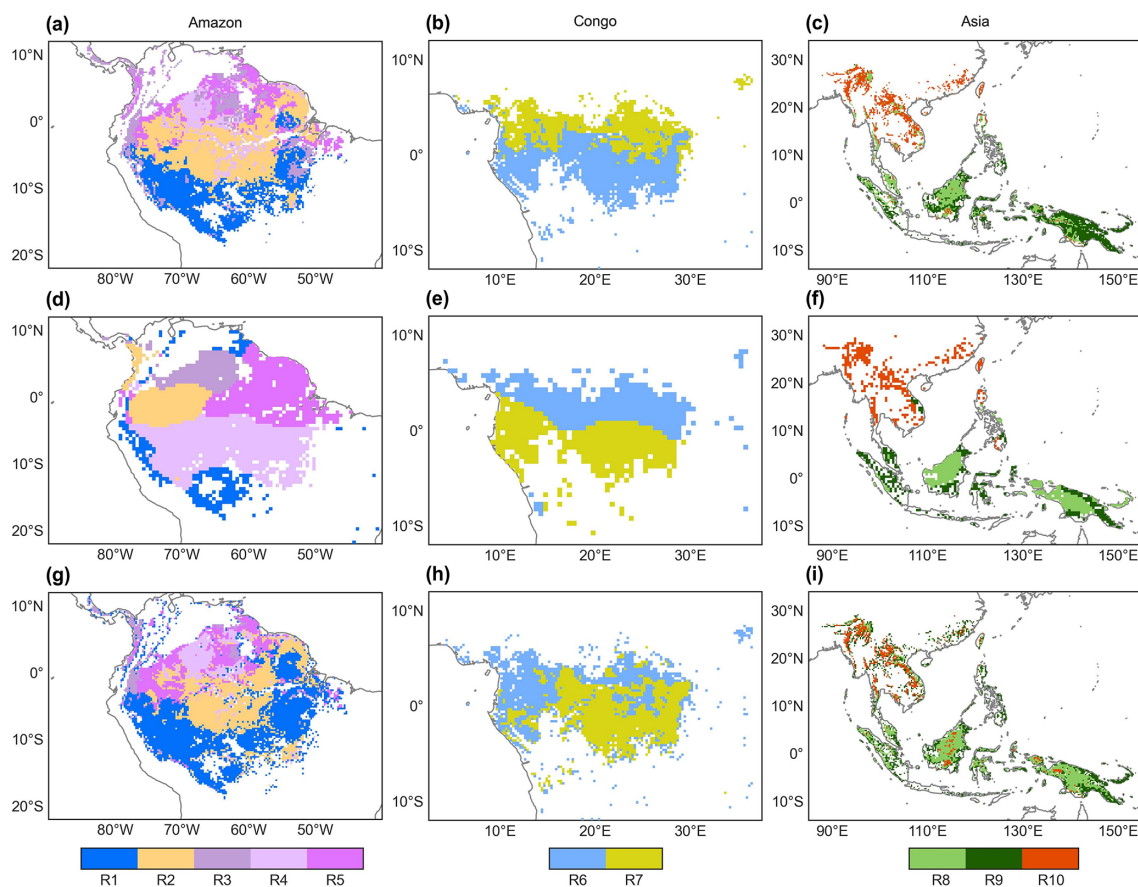 (a) Amazon (b) Congo (c) Asia
10°N 10°N 30°N
20°N
0° 0° 10°N
10°S 0°
20°S 10°S 10°S
80°W 70°W 60°W 50°W 10°E 20°E 30°E 90°E 110°E 130°E 150°E
(d) (e) (f)
10°N 10°N 30°N
20°N
0° 0° 10°N
10°S 0°
20°S 10°S 10°S
80°W 70°W 60°W 50°W 10°E 20°E 30°E 90°E 110°E 130°E 150°E
(g) (h) (i)
10°N 10°N 30°N
20°N
0° 0° 10°N
10°S 0°
20°S 10°S 10°S
80°W 70°W 60°W 50°W 10°E 20°E 30°E 90°E 110°E 130°E 150°E
R1 R2 R3 R4 R5 R6 R7 R8 R9 R10